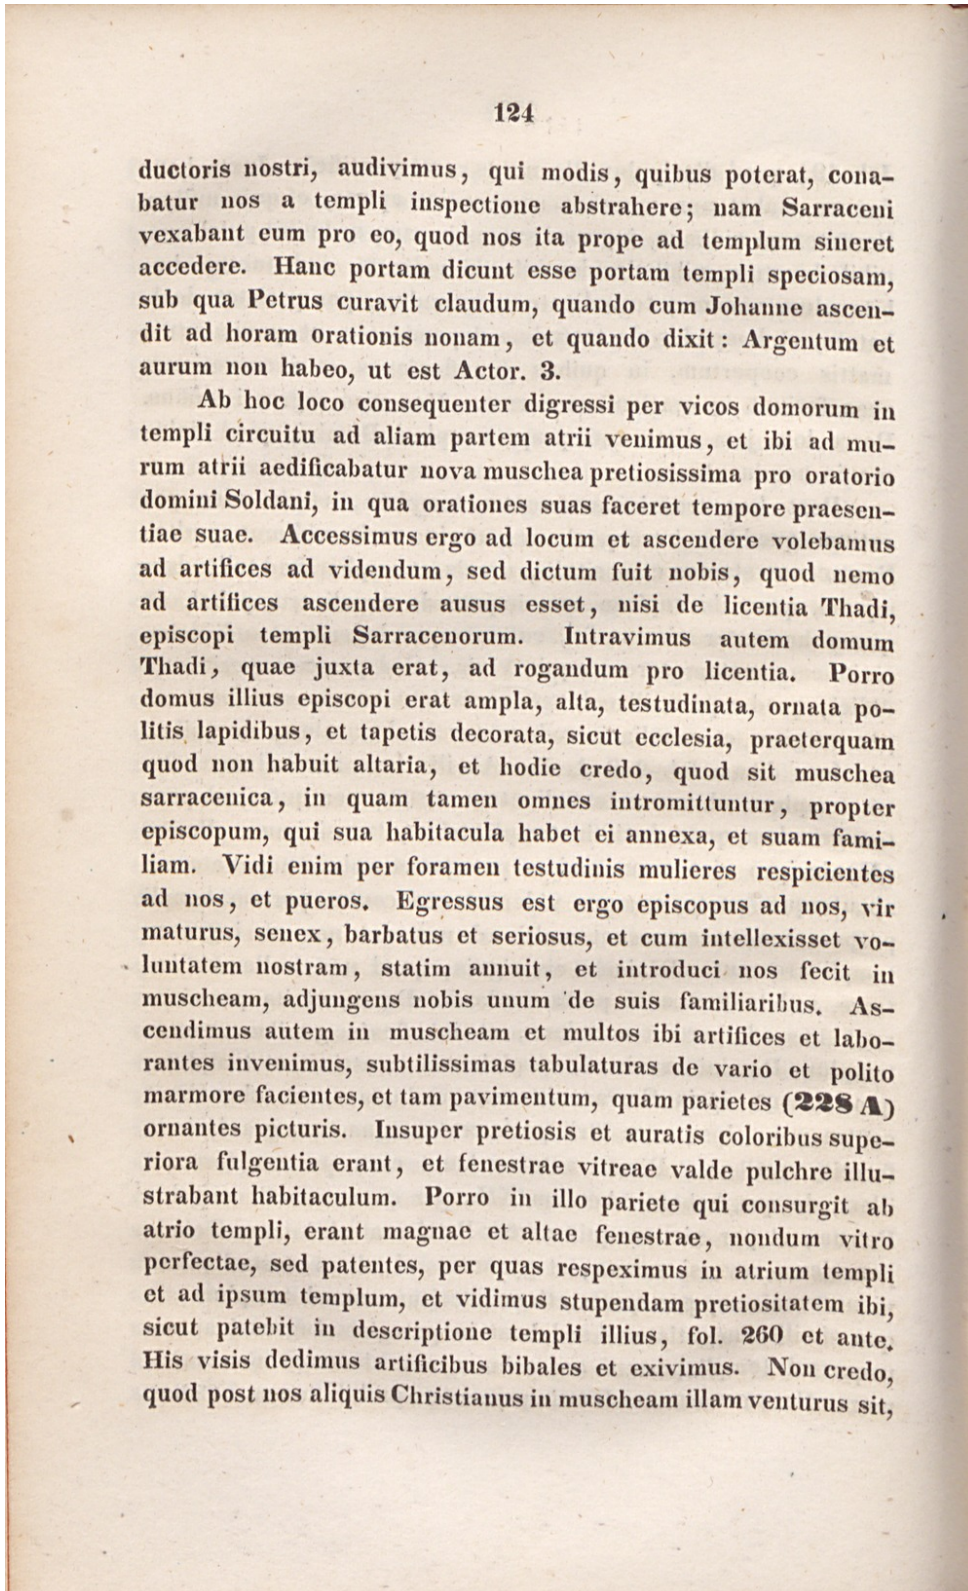 124
ductoris nostri, audivimus, qui modis, quibus poterat, cona-
batur nos a templi inspectione abstrahere; nam Sarraceni
vexabant eum pro eo, quod nos ita prope ad templum sineret
accedere. Hanc portam dicunt esse portam templi speciosam,
sub qua Petrus curavit claudum, quando cum Johanne ascen-
dit ad horam orationis nonam, et quando dixit: Argentum et
aurum non habeo, ut est Actor. 3.
Ab hoc loco consequenter digressi per vicos domorum in
templi circuitu ad aliam partem atrii venimus, et ibi ad mu-
rum atrii aedificabatur nova muschea pretiosissima pro oratorio
domini Soldani, in qua orationes suas faceret tempore praesen-
tiae suae. Accessimus ergo ad locum et ascendere volebamus
ad artifices ad videndum, sed dictum fuit nobis, quod nemo
ad artifices ascendere ausus esset, nisi de licentia Thadi,
episcopi templi Sarracenorum. Intravimus autem domum
Thadi, quae juxta erat, ad rogandum pro licentia. Porro
domus illius episcopi erat ampla, alta, testudinata, ornata po-
litis lapidibus, et tapetis decorata, sicut ecclesia, praeterquam
quod non habuit altaria, et hodie credo, quod sit muschea
sarracenica, in quam tamen omnes intromittuntur, propter
episcopum, qui sua habitacula habet ei annexa, et suam fami-
liam. Vidi enim per foramen testudinis mulieres respicientes
ad nos, et pueros. Egressus est ergo episcopus ad nos, vir
maturus, senex, barbatus et seriosus, et cum intellexisset vo-
luntatem nostram, statim annuit, et introduci nos fecit in
muscheam, adjungens nobis unum de suis familiaribus. As-
cendimus autem in muscheam et multos ibi artifices et labo-
rantes invenimus, subtilissimas tabulaturas de vario et polito
marmore facientes, et tam pavimentum, quam parietes (228 A)
ornantes picturis. Insuper pretiosis et auratis coloribus supe-
riora fulgentia erant, et fenestrae vitreae valde pulchre illu-
strabant habitaculum. Porro in illo pariete qui consurgit ab
atrio templi, erant magnae et altae fenestrae, nondum vitro
perfectae, sed patentes, per quas respeximus in atrium templi
et ad ipsum templum, et vidimus stupendam pretiositatem ibi,
sicut patebit in descriptione templi illius, fol. 260 et ante.
His visis dedimus artificibus bibales et exivimus. Non credo,
quod post nos aliquis Christianus in muscheam illam venturus sit,